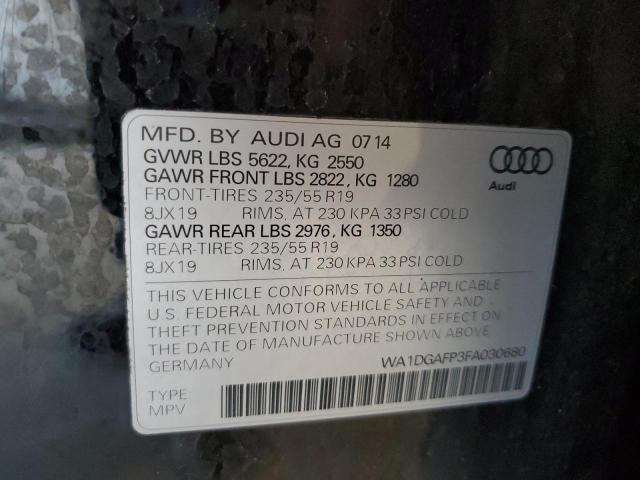 MFD. BY AUDI AG 07 14
GVWR LBS 5622, KG 2550
GAWR FRONT LBS 2822, KG 1280
FRONT-TIRES 235/55 R19
8JX19 RIMS, AT 230 KPA 33 PSI COLD
GAWR REAR LBS 2976, KG 1350
REAR-TIRES 235/55 R19
8JX19 RIMS, AT 230 KPA 33 PSI COLD
Audi
THIS VEHICLE CONFORMS TO ALL APPLICABLE
U.S. FEDERAL MOTOR VEHICLE SAFETY AND
THEFT PREVENTION STANDARDS IN EFFECT ON
THE DATE OF MANUFACTURE SHOWN ABOVE
GERMANY
WA1DGAFP3FA030680
TYPE
MPV